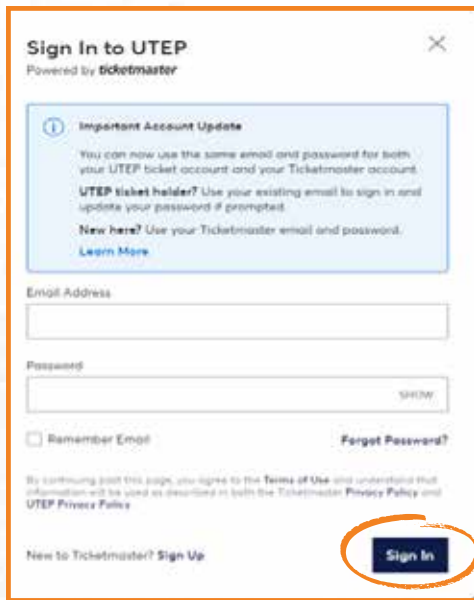 Sign In to UTEP
Powered by ticketmaster
Important Account Update
You can now use the same email and password for both
your UTEP ticket account and your Ticketmaster account.
UTEP ticket holder? Use your existing email to sign in and
update your password if prompted.
New here? Use your Ticketmaster email and password.
Learn More
Email Address
Password
SHOW
Remember Email
Forgot Password?
By continuing past this page, you agree to the Terms of Use and understand that
information will be used as described in both the Ticketmaster Privacy Policy and
UTEP Privacy Policy
New to Ticketmaster? Sign Up
Sign In